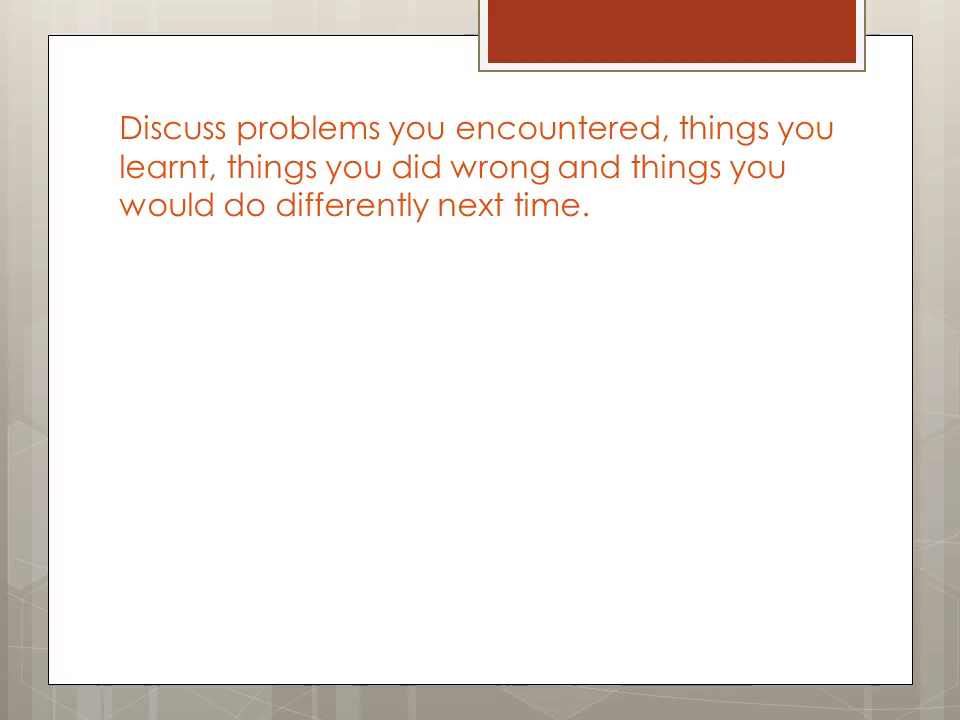 Discuss problems you encountered, things you
learnt, things you did wrong and things you
would do differently next time.